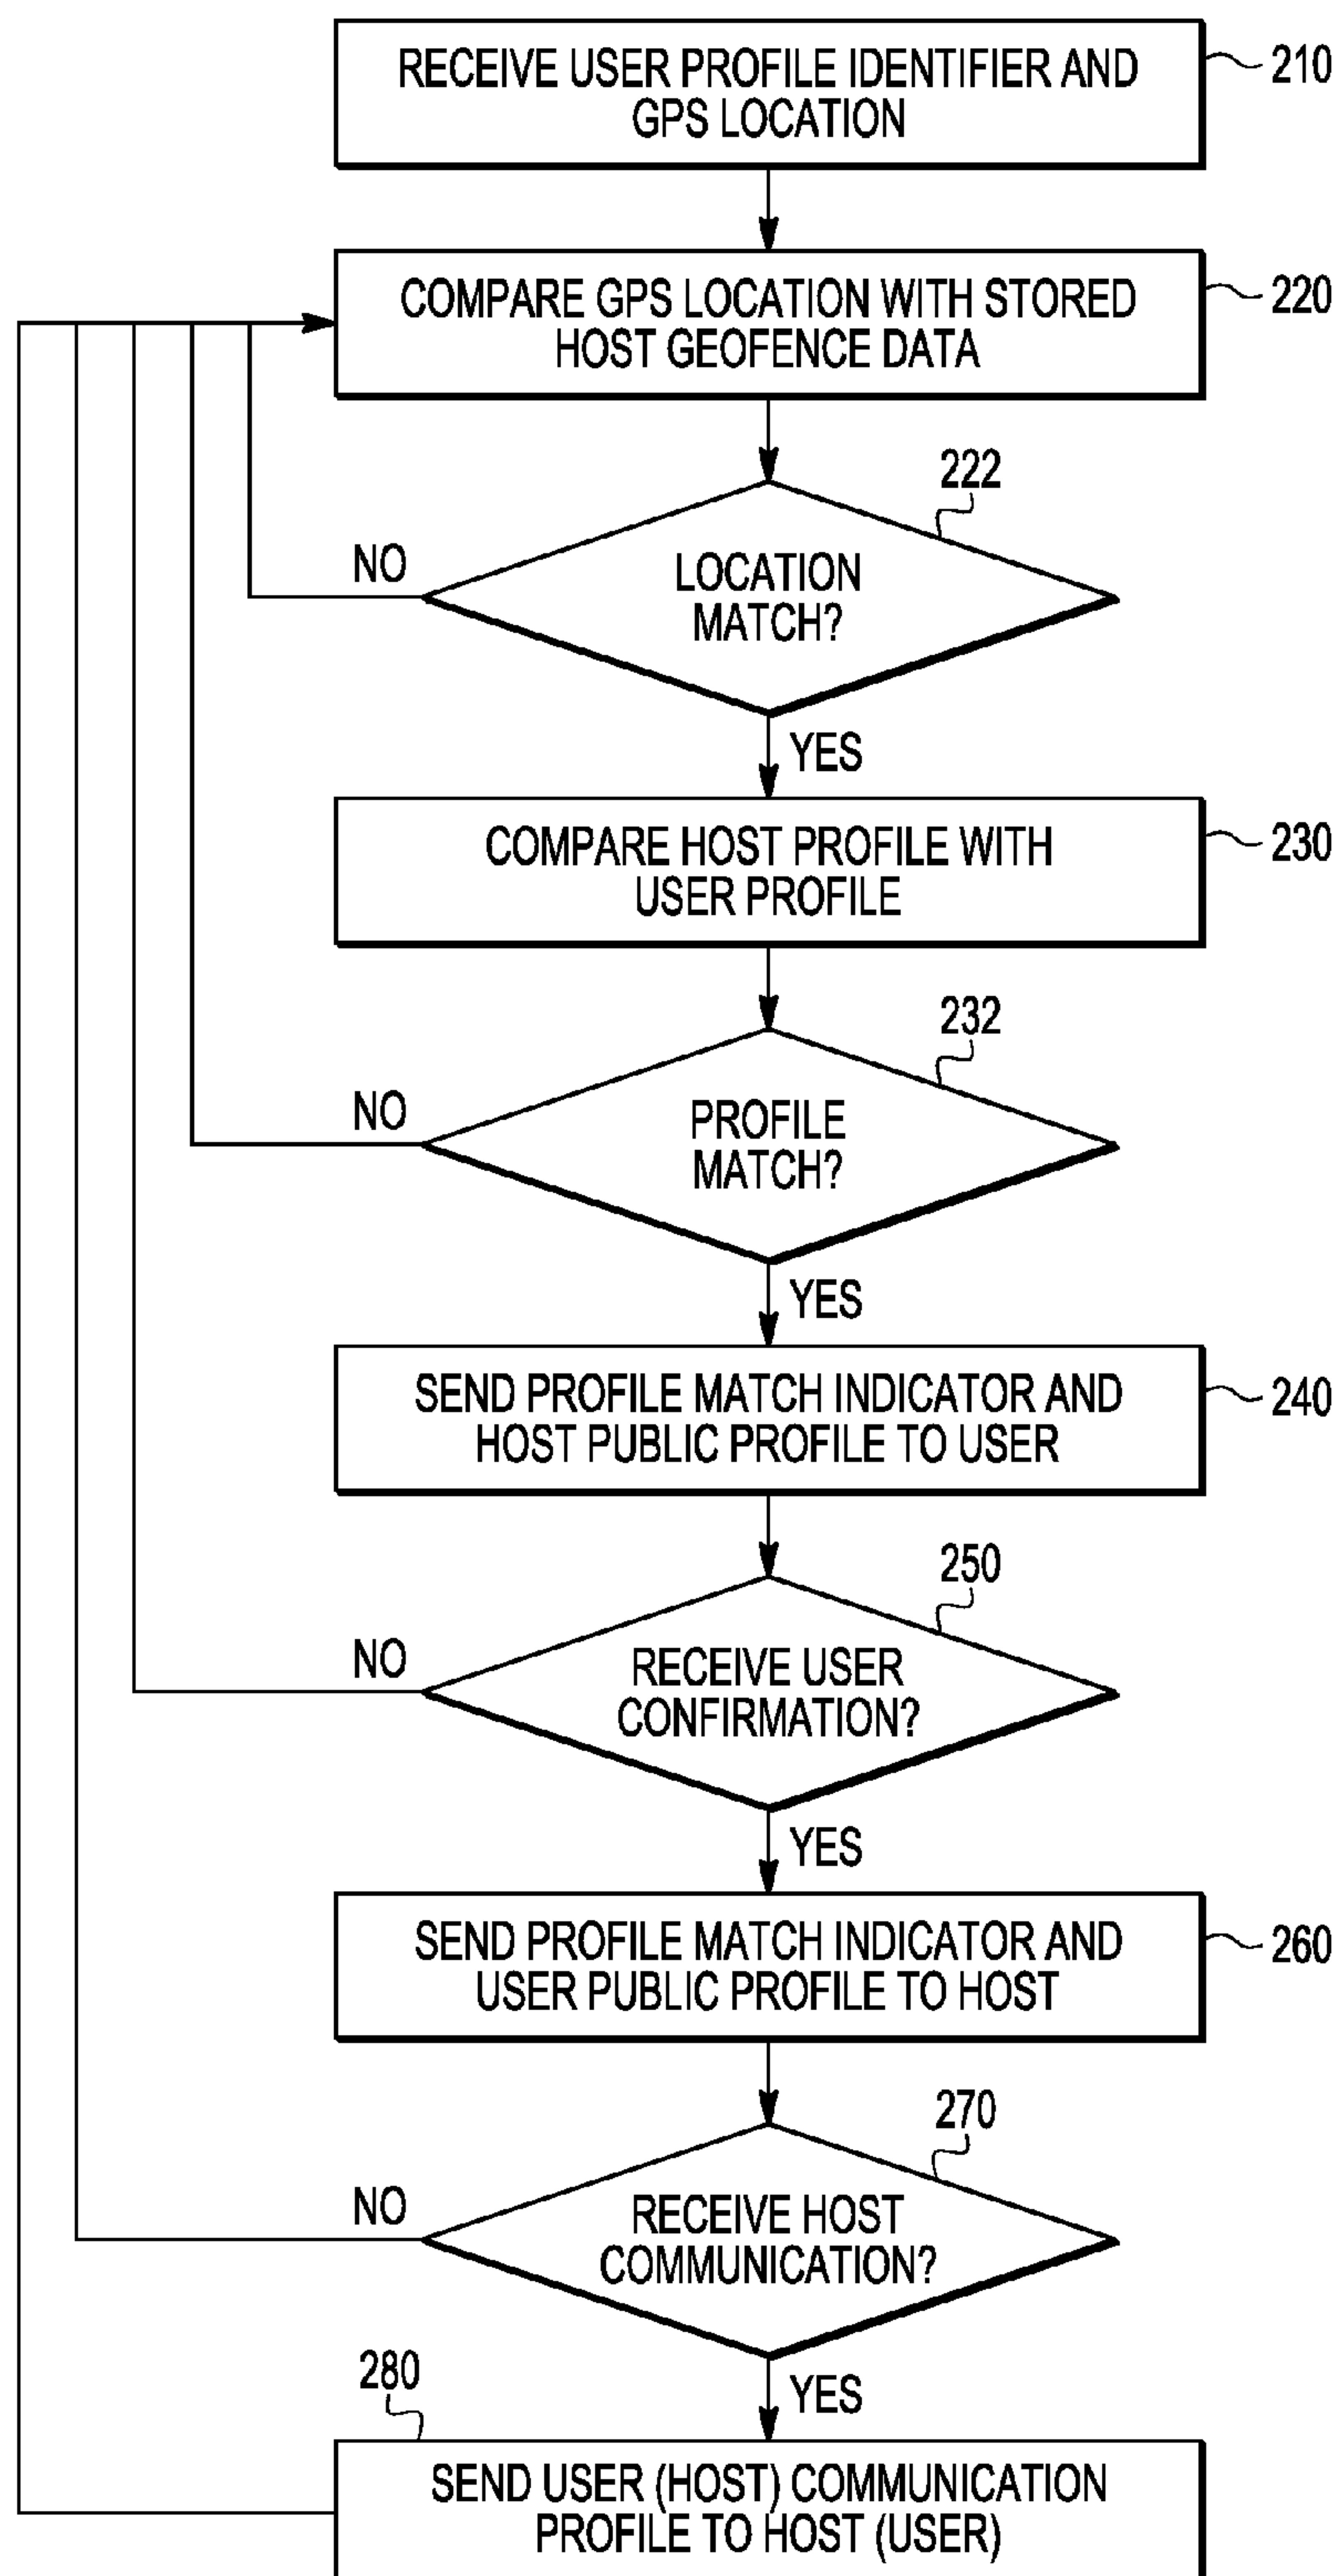 RECEIVE USER PROFILE IDENTIFIER AND
GPS LOCATION
210
COMPARE GPS LOCATION WITH STORED
HOST GEOFENCE DATA
220
222
LOCATION
MATCH?
NO
YES
COMPARE HOST PROFILE WITH
USER PROFILE
230
232
PROFILE
MATCH?
NO
YES
SEND PROFILE MATCH INDICATOR AND
HOST PUBLIC PROFILE TO USER
240
250
RECEIVE USER
CONFIRMATION?
NO
YES
SEND PROFILE MATCH INDICATOR AND
USER PUBLIC PROFILE TO HOST
260
270
RECEIVE HOST
COMMUNICATION?
NO
YES
280
SEND USER (HOST) COMMUNICATION
PROFILE TO HOST (USER)